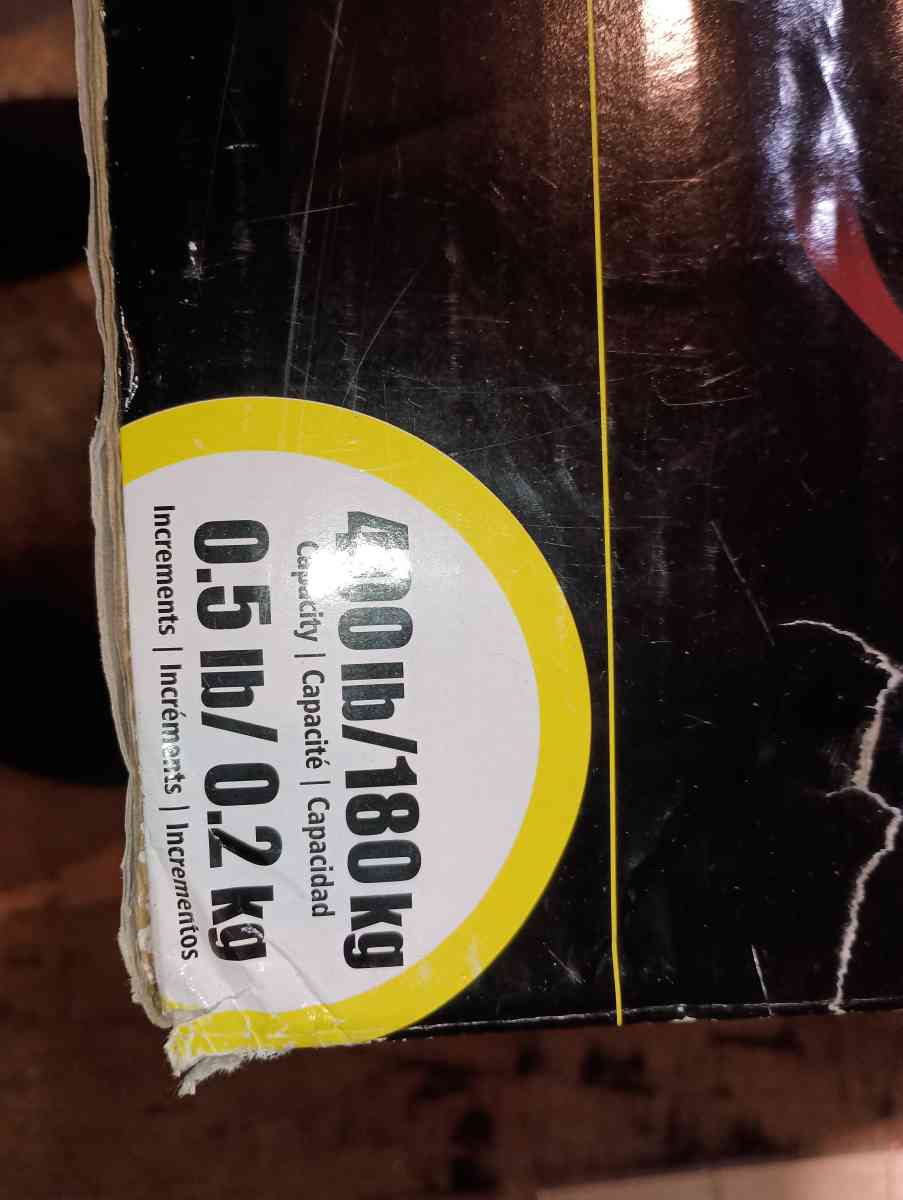 400 lb/180 kg
Capacity | Capacité | Capacidad
0.5 lb/ 0.2 kg
Increments | Incréments | Incrementos